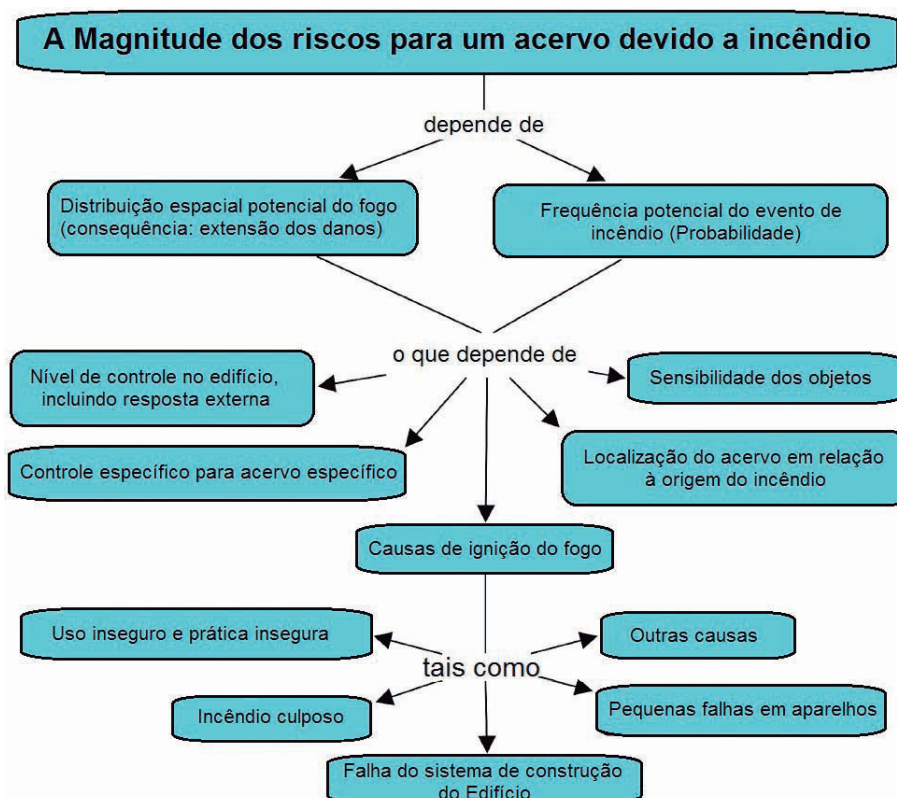 A Magnitude dos riscos para um acervo devido a incêndio
depende de
Distribuição espacial potencial do fogo
(consequência: extensão dos danos)
Frequência potencial do evento de
incêndio (Probabilidade)
o que depende de
Nível de controle no edifício,
incluindo resposta externa
Sensibilidade dos objetos
Controle específico para acervo específico
Localização do acervo em relação
à origem do incêndio
Causas de ignição do fogo
Uso inseguro e prática insegura
Outras causas
tais como
Incêndio culposo
Pequenas falhas em aparelhos
Falha do sistema de construção
do Edifício